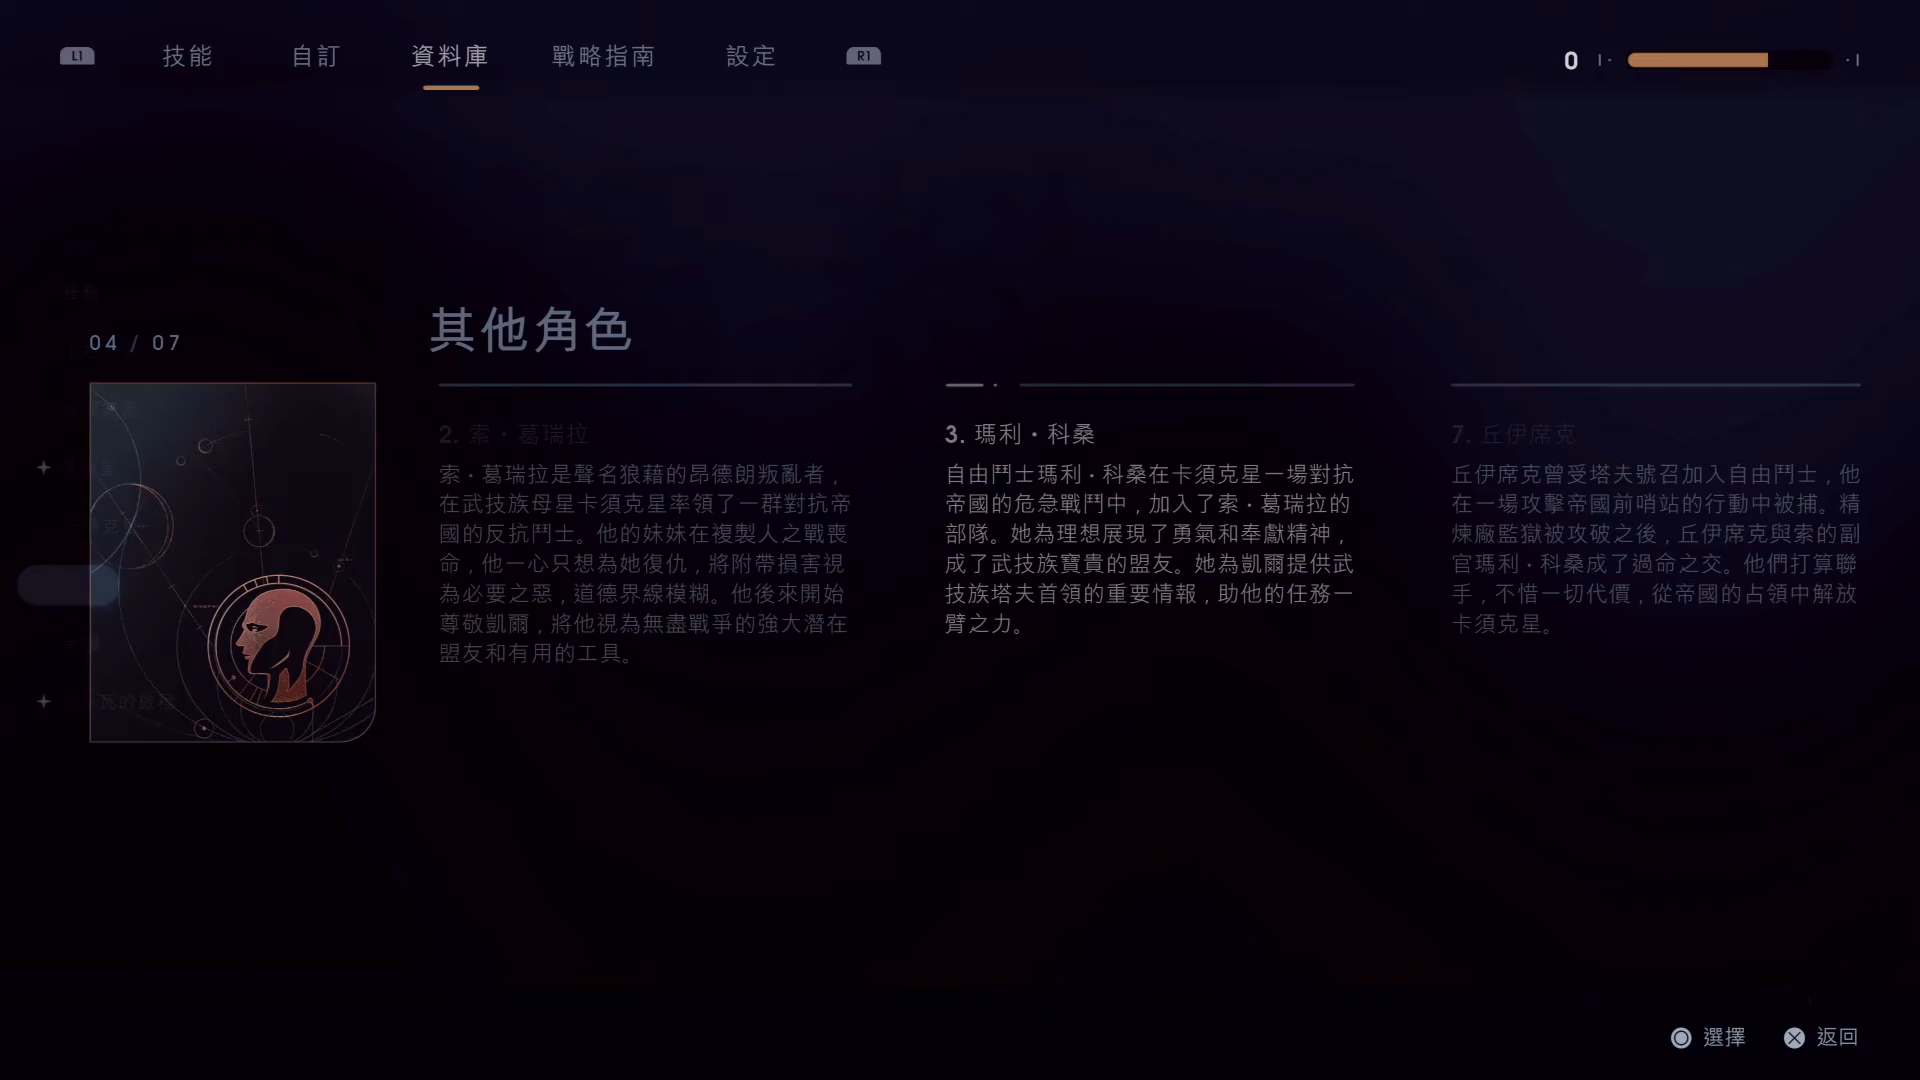 L1 技能 自訂 資料庫 戰略指南 設定 R1
0
04 / 07
其他角色
2. 索・葛瑞拉
索・葛瑞拉是聲名狼藉的昂德朗叛亂者，
在武技族母星卡須克星率領了一群對抗帝
國的反抗鬥士。他的妹妹在複製人之戰喪
命，他一心只想為她復仇，將附帶損害視
為必要之惡，道德界線模糊。他後來開始
尊敬凱爾，將他視為無盡戰爭的強大潛在
盟友和有用的工具。
3. 瑪利・科桑
自由鬥士瑪利・科桑在卡須克星一場對抗
帝國的危急戰鬥中，加入了索・葛瑞拉的
部隊。她為理想展現了勇氣和奉獻精神，
成了武技族寶貴的盟友。她為凱爾提供武
技族塔夫首領的重要情報，助他的任務一
臂之力。
7. 丘伊席克
丘伊席克曾受塔夫號召加入自由鬥士，他
在一場攻擊帝國前哨站的行動中被捕。精
煉廠監獄被攻破之後，丘伊席克與索的副
官瑪利・科桑成了過命之交。他們打算聯
手，不惜一切代價，從帝國的占領中解放
卡須克星。
瓦的旅程
選擇 返回